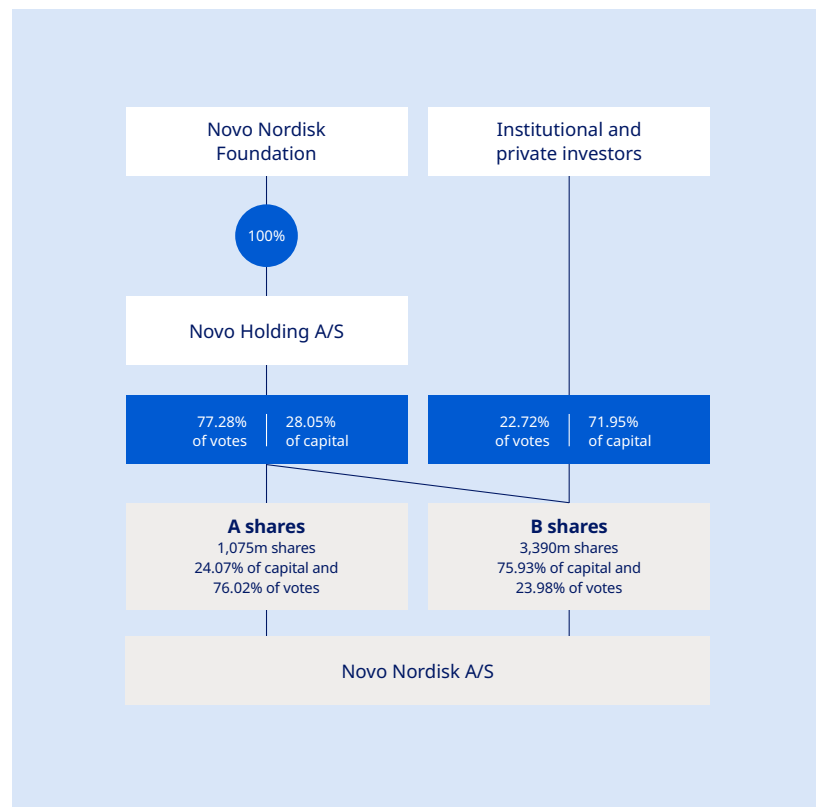 Novo Nordisk
Foundation
Institutional and
private investors
100%
Novo Holding A/S
77.28%
of votes
28.05%
of capital
22.72%
of votes
71.95%
of capital
A shares
1,075m shares
24.07% of capital and
76.02% of votes
B shares
3,390m shares
75.93% of capital and
23.98% of votes
Novo Nordisk A/S